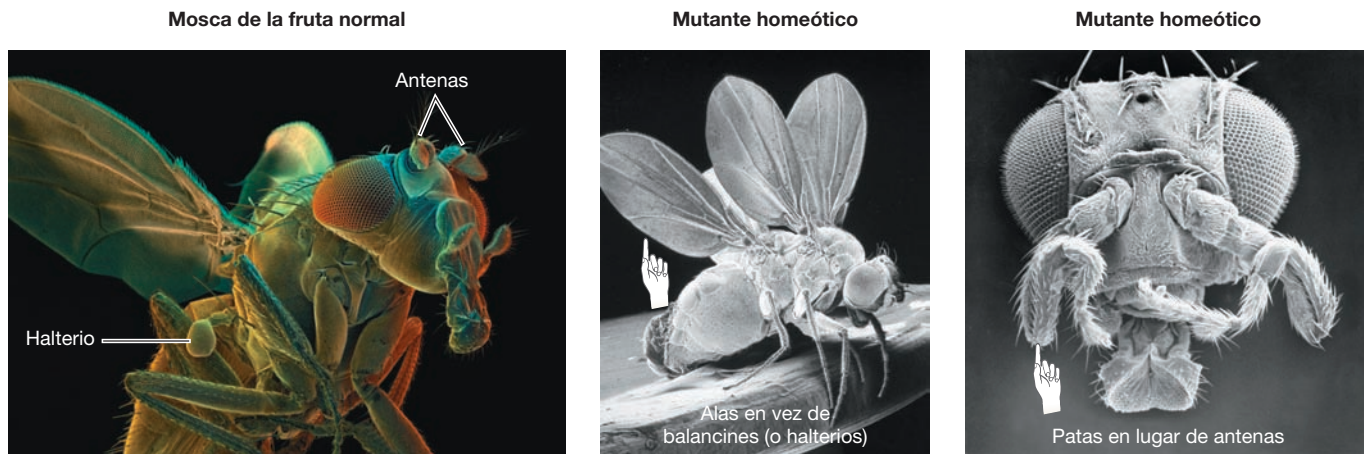 Mosca de la fruta normal
Mutante homeótico
Mutante homeótico
Antenas
Halterio
Alas en vez de
balancines (o halterios)
Patas en lugar de antenas